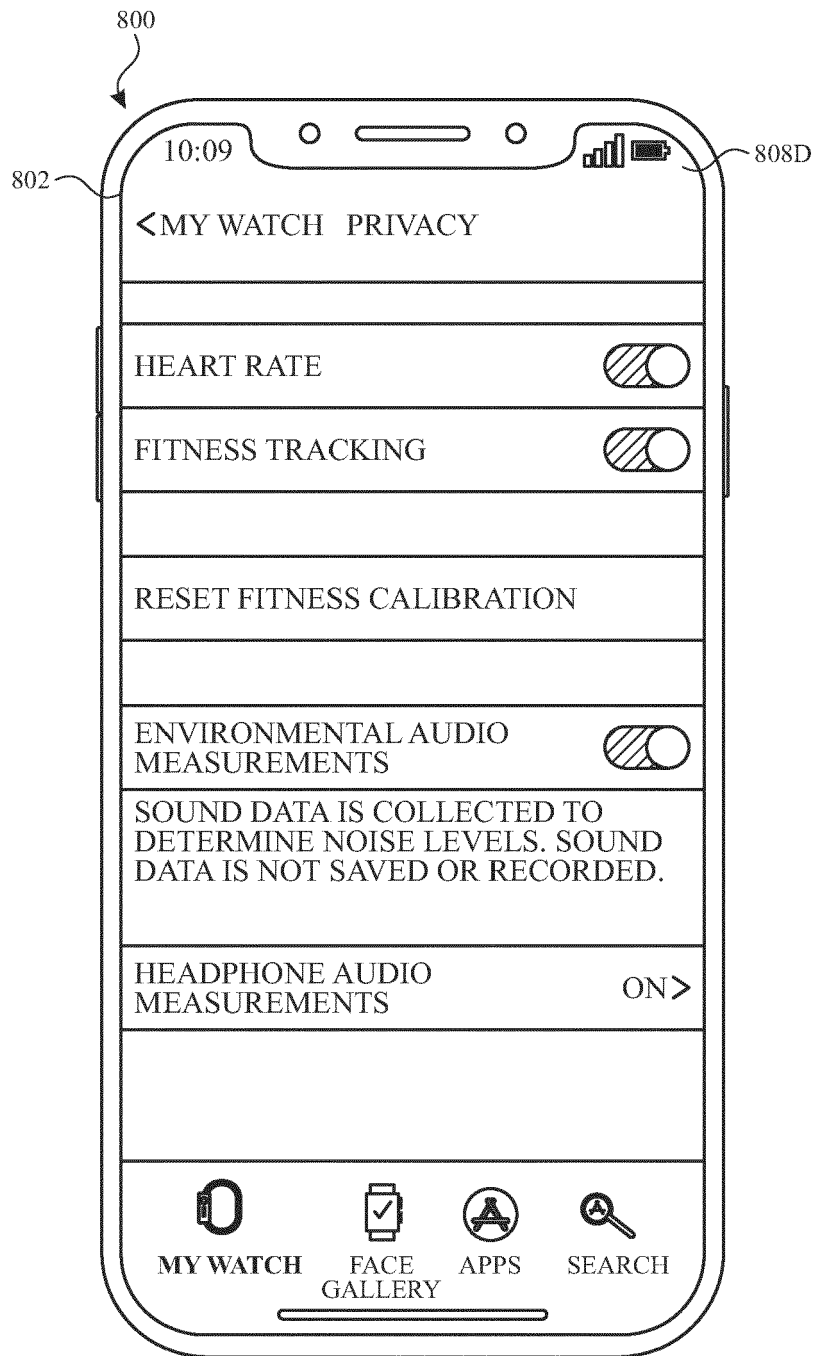 800
10:09
808D
802
<MY WATCH PRIVACY
HEART RATE
FITNESS TRACKING
RESET FITNESS CALIBRATION
ENVIRONMENTAL AUDIO
MEASUREMENTS
SOUND DATA IS COLLECTED TO
DETERMINE NOISE LEVELS. SOUND
DATA IS NOT SAVED OR RECORDED.
HEADPHONE AUDIO
MEASUREMENTS
ON>
MY WATCH
FACE
GALLERY
APPS
SEARCH